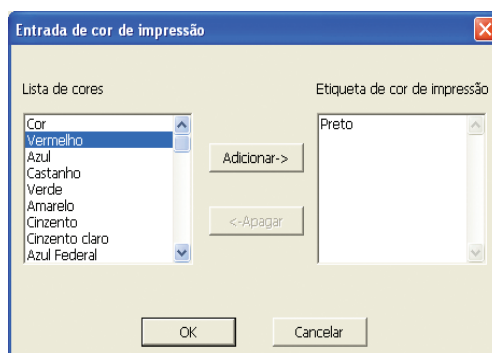 Entrada de cor de impressão
Lista de cores
Etiqueta de cor de impressão
Cor
Vermelho
Azul
Castanho
Verde
Amarelo
Cinzento
Cinzento claro
Azul Federal
Adicionar->
<-Apagar
Preto
OK
Cancelar